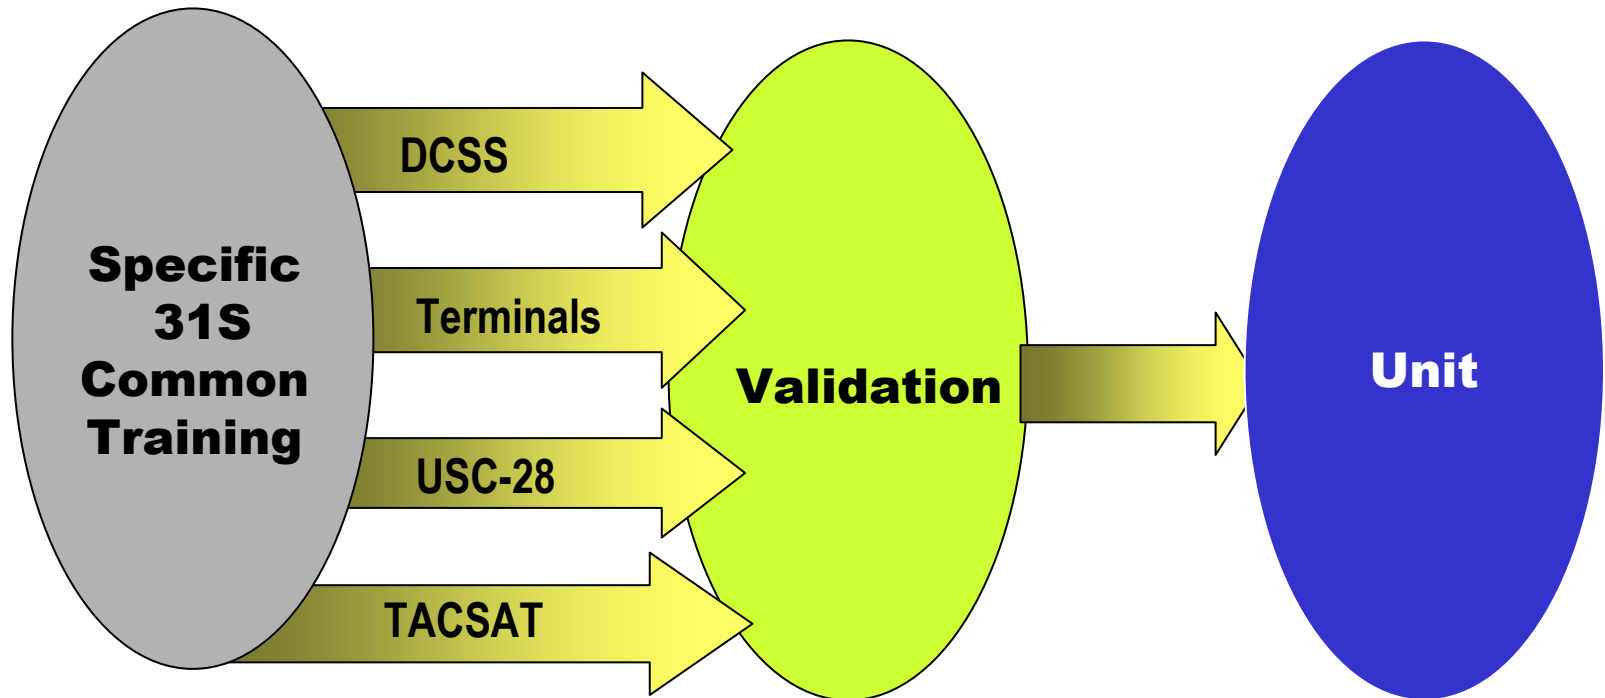 Specific
31S
Common
Training
DCSS
Terminals
USC-28
TACSAT
Validation
Unit